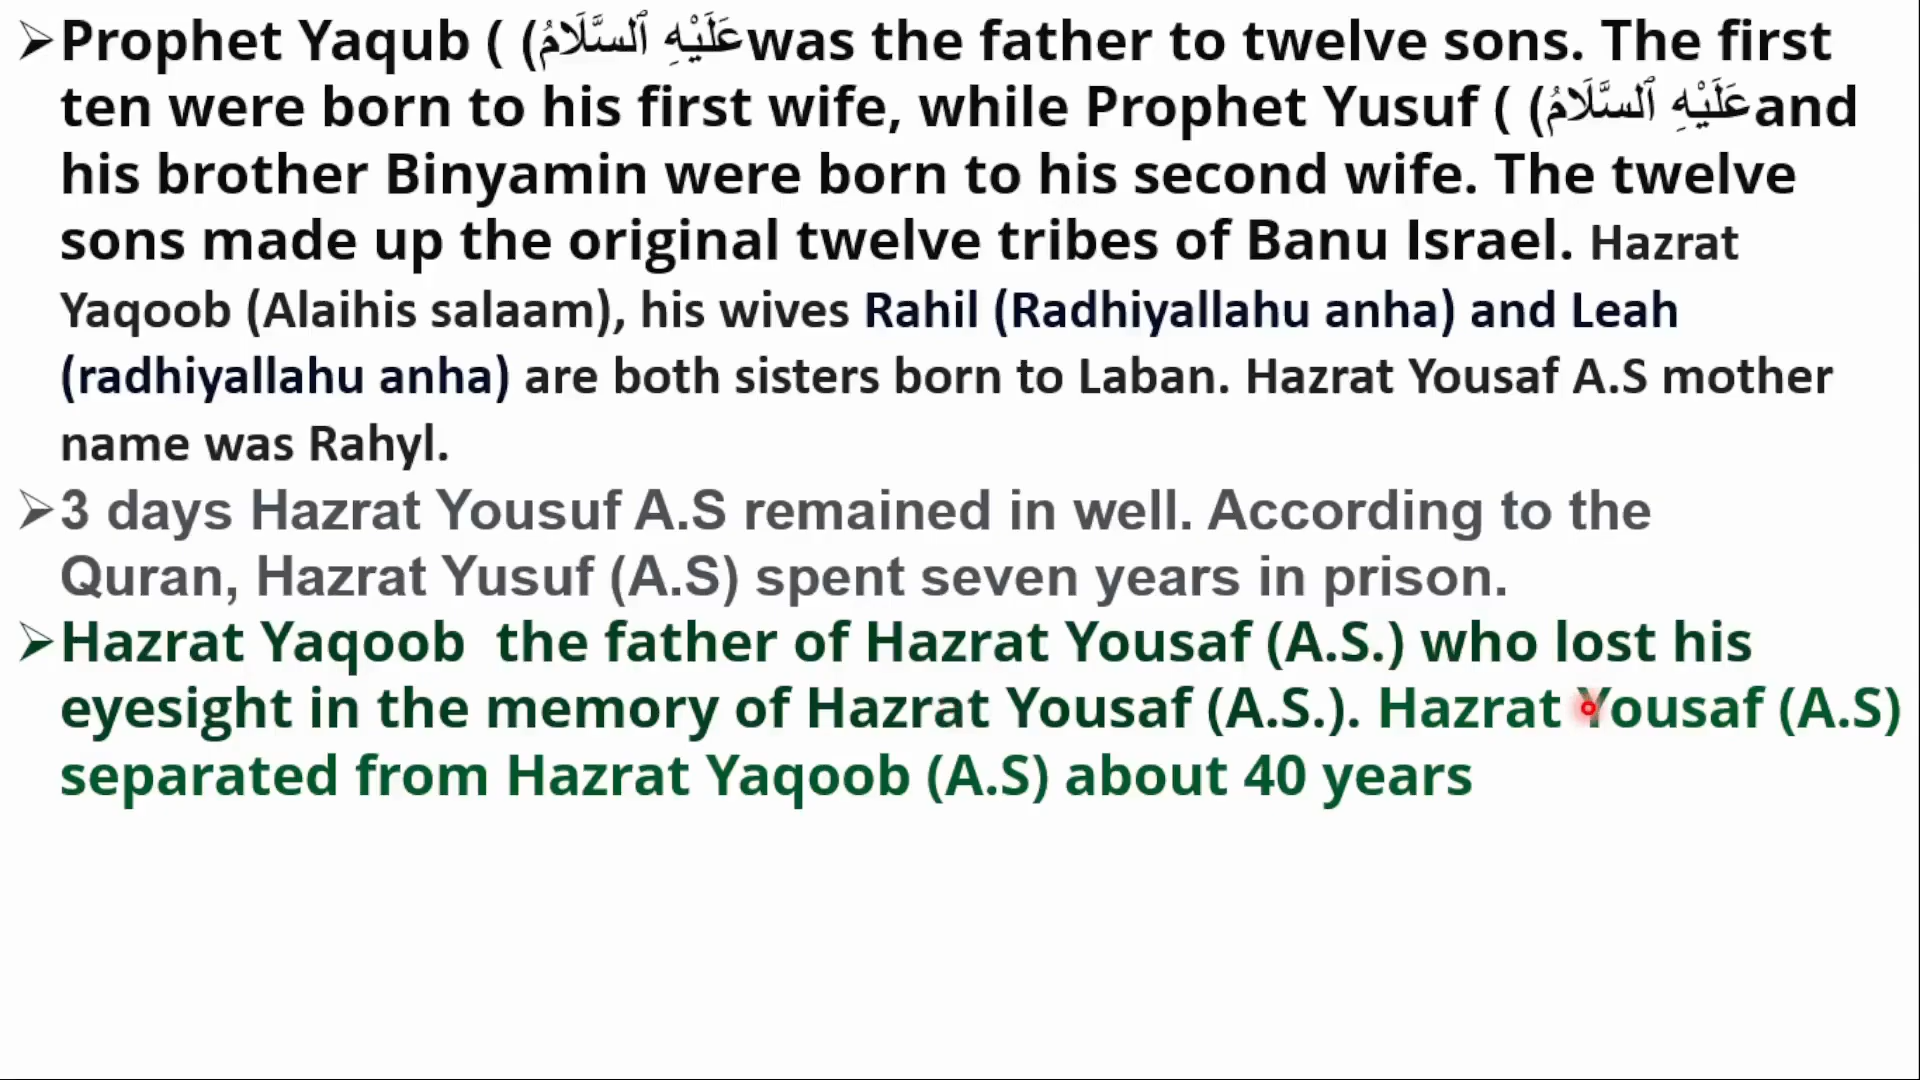 ➢Prophet Yaqub ( (عَلَيْهِ ٱلسَّلَامُ was the father to twelve sons. The first
ten were born to his first wife, while Prophet Yusuf ( (عَلَيْهِ ٱلسَّلَامُ and
his brother Binyamin were born to his second wife. The twelve
sons made up the original twelve tribes of Banu Israel. Hazrat
Yaqoob (Alaihis salaam), his wives Rahil (Radhiyallahu anha) and Leah
(radhiyallahu anha) are both sisters born to Laban. Hazrat Yousaf A.S mother
name was Rahyl.
➢3 days Hazrat Yousuf A.S remained in well. According to the
Quran, Hazrat Yusuf (A.S) spent seven years in prison.
➢Hazrat Yaqoob  the father of Hazrat Yousaf (A.S.) who lost his
eyesight in the memory of Hazrat Yousaf (A.S.). Hazrat Yousaf (A.S)
separated from Hazrat Yaqoob (A.S) about 40 years